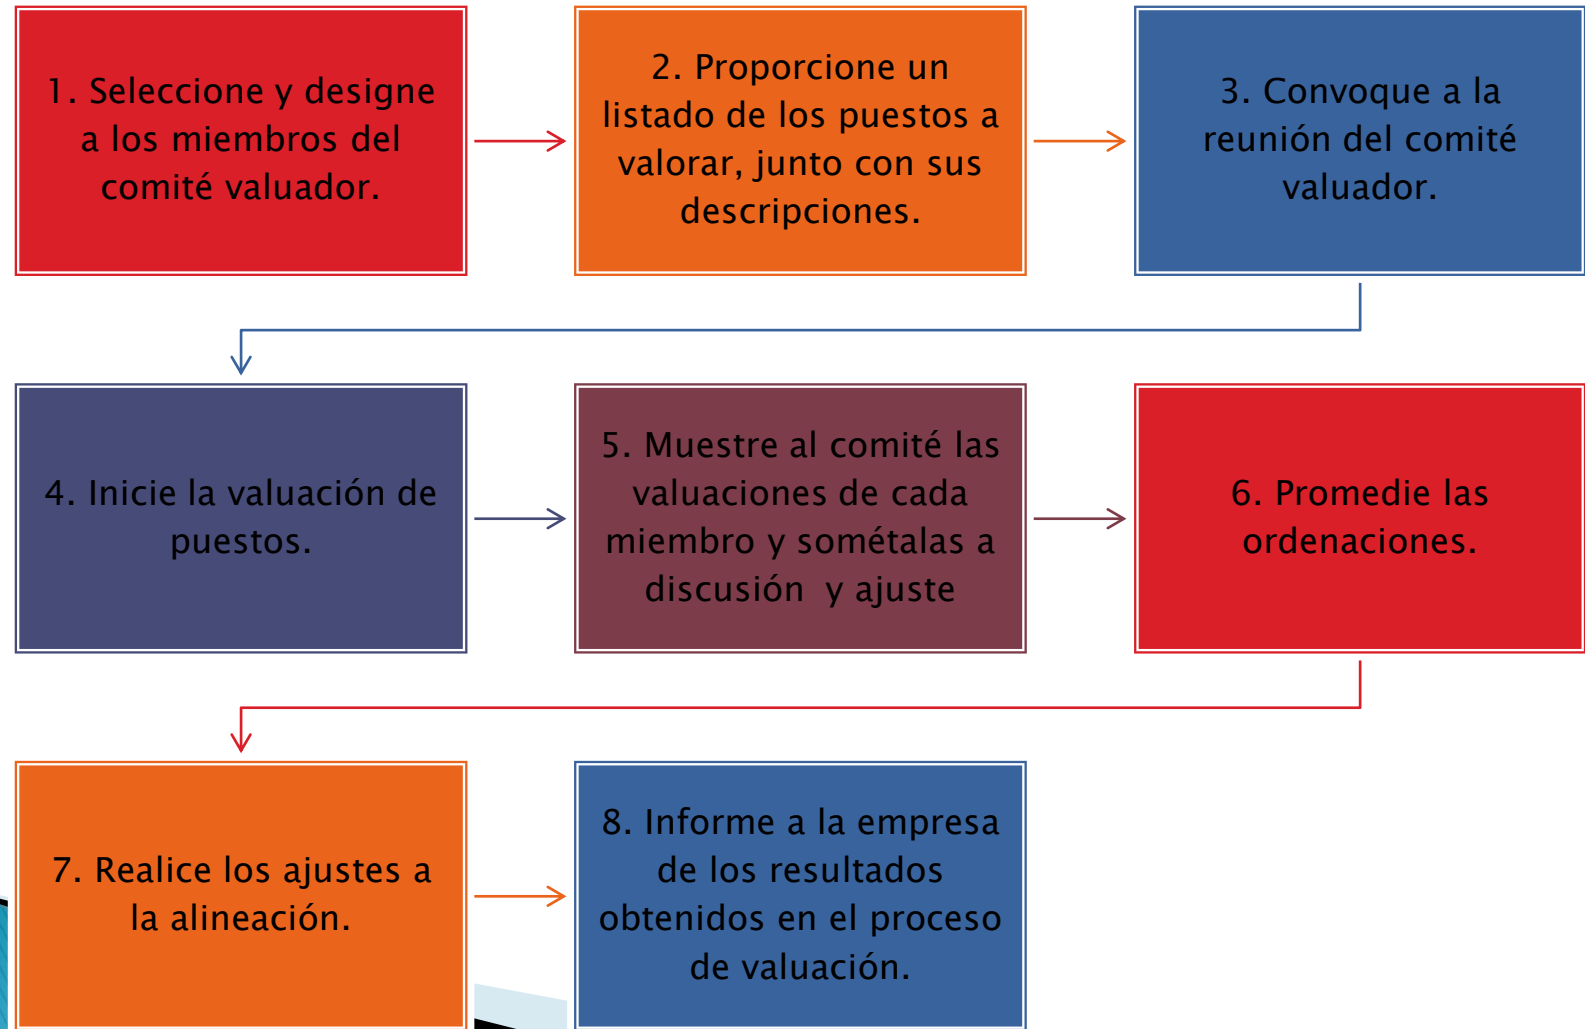 1. Seleccione y designe
a los miembros del
comité valuador.
2. Proporcione un
listado de los puestos a
valorar, junto con sus
descripciones.
3. Convoque a la
reunión del comité
valuador.
4. Inicie la valuación de
puestos.
5. Muestre al comité las
valuaciones de cada
miembro y sométalas a
discusión  y ajuste
6. Promedie las
ordenaciones.
7. Realice los ajustes a
la alineación.
8. Informe a la empresa
de los resultados
obtenidos en el proceso
de valuación.